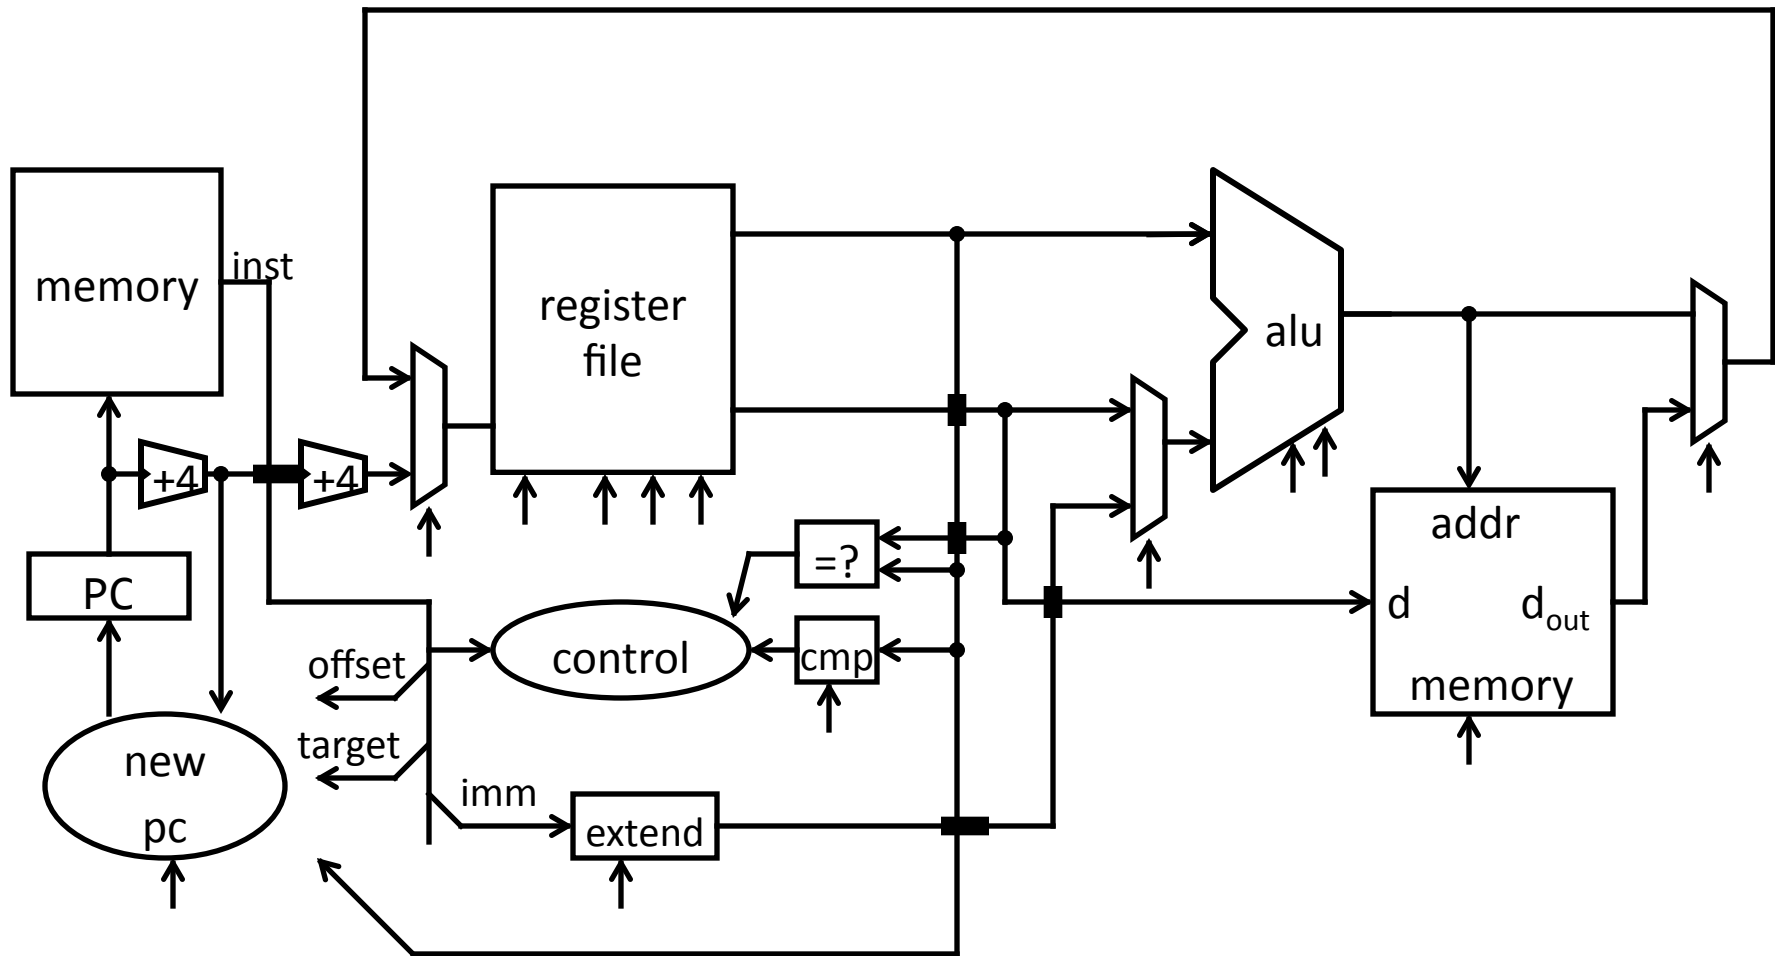 memory
inst
+4
+4
PC
new
pc
offset
target
imm
register
file
control
=?
cmp
extend
alu
addr
d
dout
memory